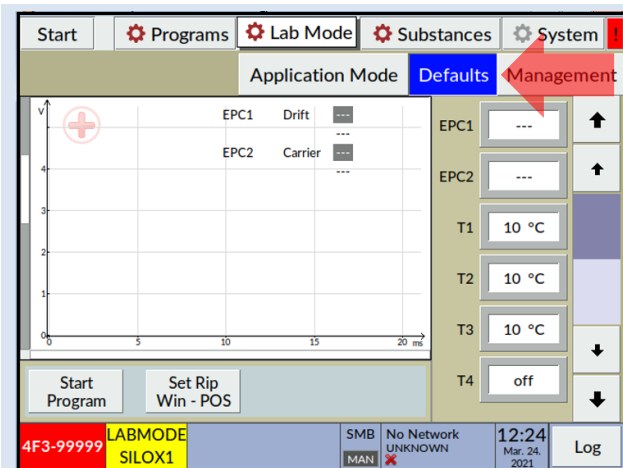 Start Programs Lab Mode Substances System !
Application Mode Defaults Management
V
EPC1 Drift ---
---
EPC2 Carrier ---
---
4
3
2
1
0
0 5 10 15 20 ms
EPC1 ---
EPC2 ---
T1 10 °C
T2 10 °C
T3 10 °C
T4 off
Start
Program
Set Rip
Win - POS
4F3-99999
LABMODE
SILOX1
SMB
MAN
No Network
UNKNOWN
12:24
Mar. 24.
2021
Log